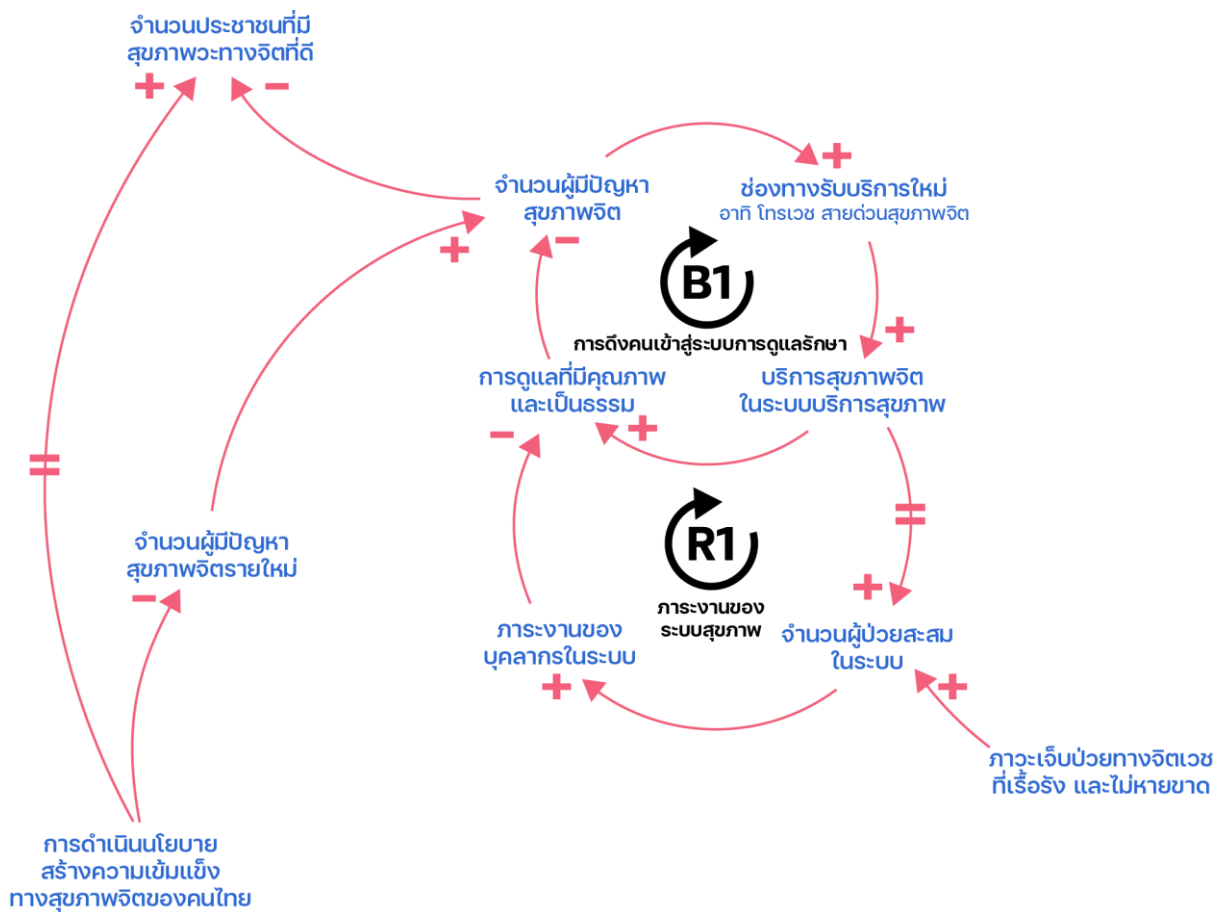 จำนวนประชาชนที่มี
สุขภาพวะทางจิตที่ดี
+
−
จำนวนผู้มีปัญหา
สุขภาพจิต
+
−
+
ช่องทางรับบริการใหม่
อาทิ โทรเวช สายด่วนสุขภาพจิต
B1
การดึงคนเข้าสู่ระบบการดูแลรักษา
+
การดูแลที่มีคุณภาพ
และเป็นธรรม
−
+
บริการสุขภาพจิต
ในระบบบริการสุขภาพ
=
=
R1
ภาระงานของ
ระบบสุขภาพ
จำนวนผู้มีปัญหา
สุขภาพจิตรายใหม่
−
ภาระงานของ
บุคลากรในระบบ
+
+
จำนวนผู้ป่วยสะสม
ในระบบ
+
ภาวะเจ็บป่วยทางจิตเวช
ที่เรื้อรัง และไม่หายขาด
การดำเนินนโยบาย
สร้างความเข้มแข็ง
ทางสุขภาพจิตของคนไทย